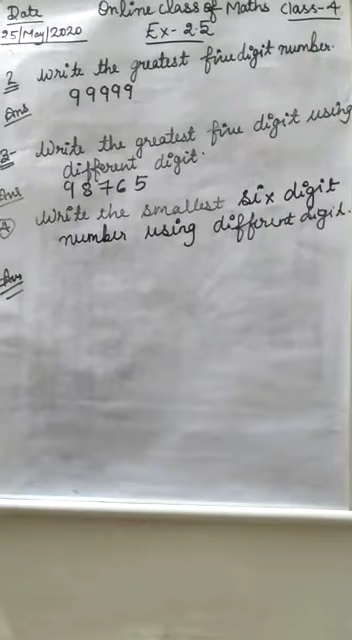 Date Online class of Maths class-4
25/May/2020 Ex-2.5
2 Write the greatest five digit number.
Ans 99999
3- Write the greatest five digit using
different digit.
Ans 98765
4 Write the smallest six digit
number using different digit.
Ans